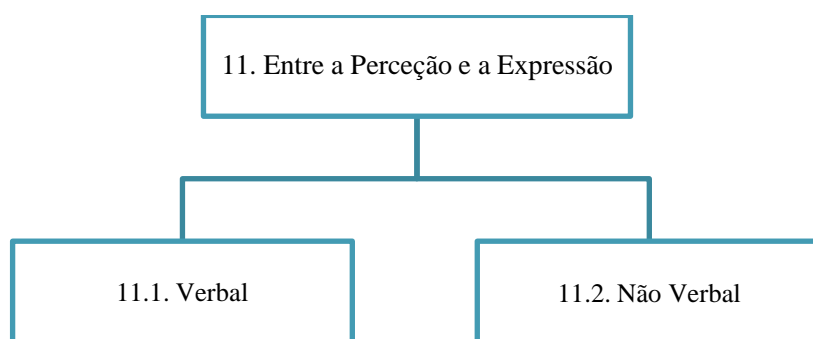 11. Entre a Perceção e a Expressão
11.1. Verbal
11.2. Não Verbal